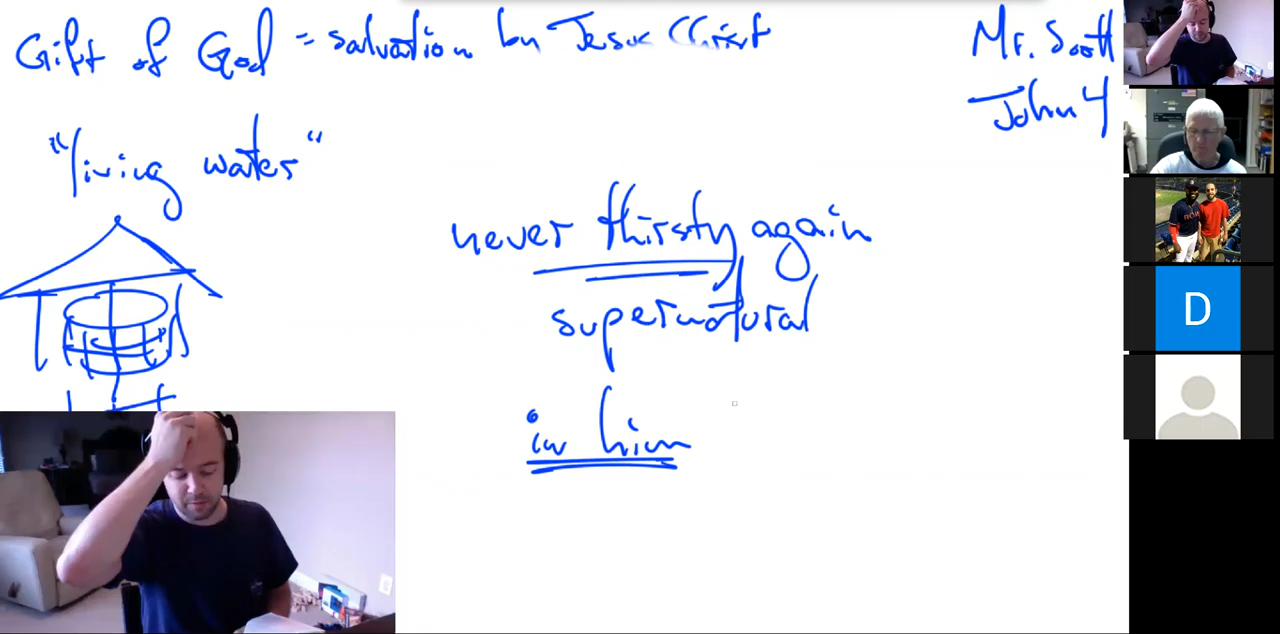 Gift of God = salvation by Jesus Christ
Mr. Scott
John 4
"living water"
never thirsty again
supernatural
in him
D